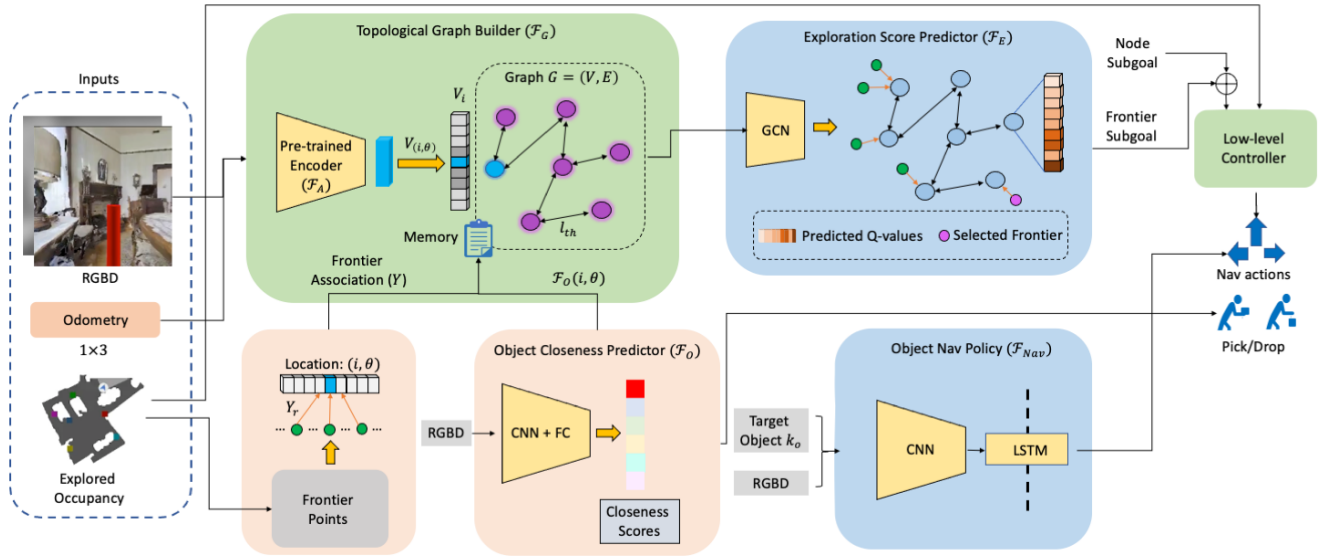 Inputs
RGBD
Odometry
1×3
Explored
Occupancy
Topological Graph Builder (ℱ_G)
Pre-trained
Encoder
(ℱ_A)
V_(i,θ)
V_i
Graph G = (V, E)
l_th
Memory
Frontier
Association (Y)
ℱ_O(i, θ)
Location: (i, θ)
Y_r
... ... ...
Frontier
Points
Object Closeness Predictor (ℱ_O)
RGBD
CNN + FC
Closeness
Scores
Exploration Score Predictor (ℱ_E)
GCN
Predicted Q-values
Selected Frontier
Node
Subgoal
Frontier
Subgoal
Low-level
Controller
Nav actions
Pick/Drop
Object Nav Policy (ℱ_Nav)
Target
Object k_o
RGBD
CNN
LSTM